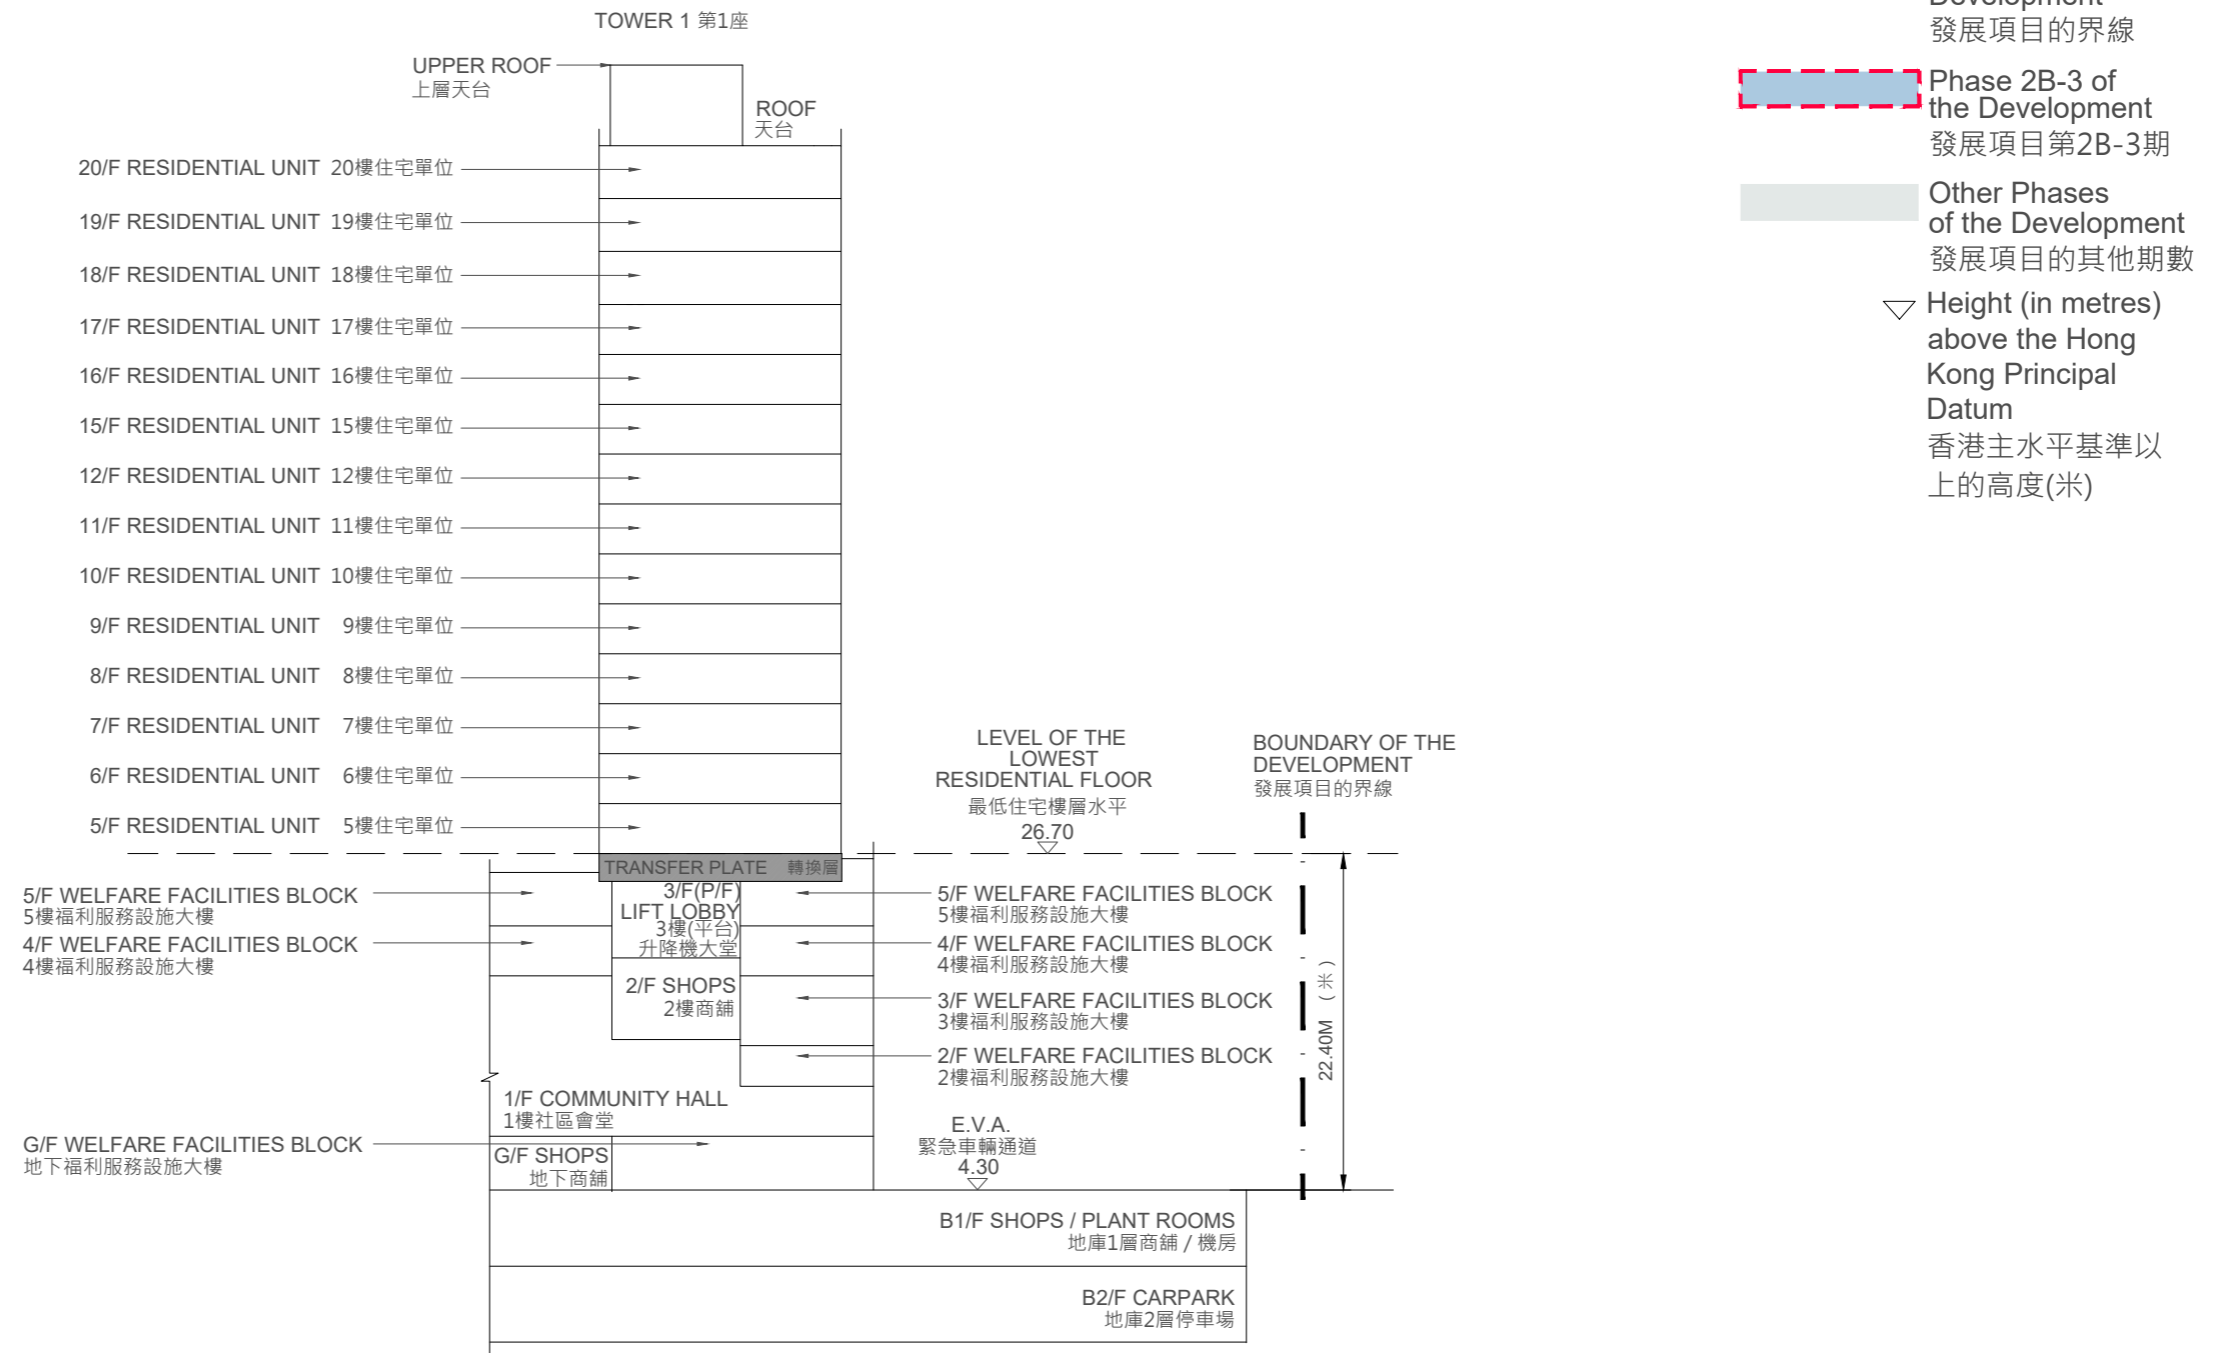 TOWER 1 第1座
UPPER ROOF
上層天台
ROOF
天台
20/F RESIDENTIAL UNIT 20樓住宅單位
19/F RESIDENTIAL UNIT 19樓住宅單位
18/F RESIDENTIAL UNIT 18樓住宅單位
17/F RESIDENTIAL UNIT 17樓住宅單位
16/F RESIDENTIAL UNIT 16樓住宅單位
15/F RESIDENTIAL UNIT 15樓住宅單位
12/F RESIDENTIAL UNIT 12樓住宅單位
11/F RESIDENTIAL UNIT 11樓住宅單位
10/F RESIDENTIAL UNIT 10樓住宅單位
9/F RESIDENTIAL UNIT 9樓住宅單位
8/F RESIDENTIAL UNIT 8樓住宅單位
7/F RESIDENTIAL UNIT 7樓住宅單位
6/F RESIDENTIAL UNIT 6樓住宅單位
5/F RESIDENTIAL UNIT 5樓住宅單位
TRANSFER PLATE 轉換層
5/F WELFARE FACILITIES BLOCK
5樓福利服務設施大樓
4/F WELFARE FACILITIES BLOCK
4樓福利服務設施大樓
G/F WELFARE FACILITIES BLOCK
地下福利服務設施大樓
3/F(P/F)
LIFT LOBBY
3樓(平台)
升降機大堂
2/F SHOPS
2樓商舖
1/F COMMUNITY HALL
1樓社區會堂
G/F SHOPS
地下商舖
LEVEL OF THE
LOWEST
RESIDENTIAL FLOOR
最低住宅樓層水平
26.70
5/F WELFARE FACILITIES BLOCK
5樓福利服務設施大樓
4/F WELFARE FACILITIES BLOCK
4樓福利服務設施大樓
3/F WELFARE FACILITIES BLOCK
3樓福利服務設施大樓
2/F WELFARE FACILITIES BLOCK
2樓福利服務設施大樓
E.V.A.
緊急車輛通道
4.30
BOUNDARY OF THE
DEVELOPMENT
發展項目的界線
22.40M (米)
B1/F SHOPS / PLANT ROOMS
地庫1層商舖 / 機房
B2/F CARPARK
地庫2層停車場
Development
發展項目的界線
Phase 2B-3 of
the Development
發展項目第2B-3期
Other Phases
of the Development
發展項目的其他期數
Height (in metres)
above the Hong
Kong Principal
Datum
香港主水平基準以
上的高度(米)